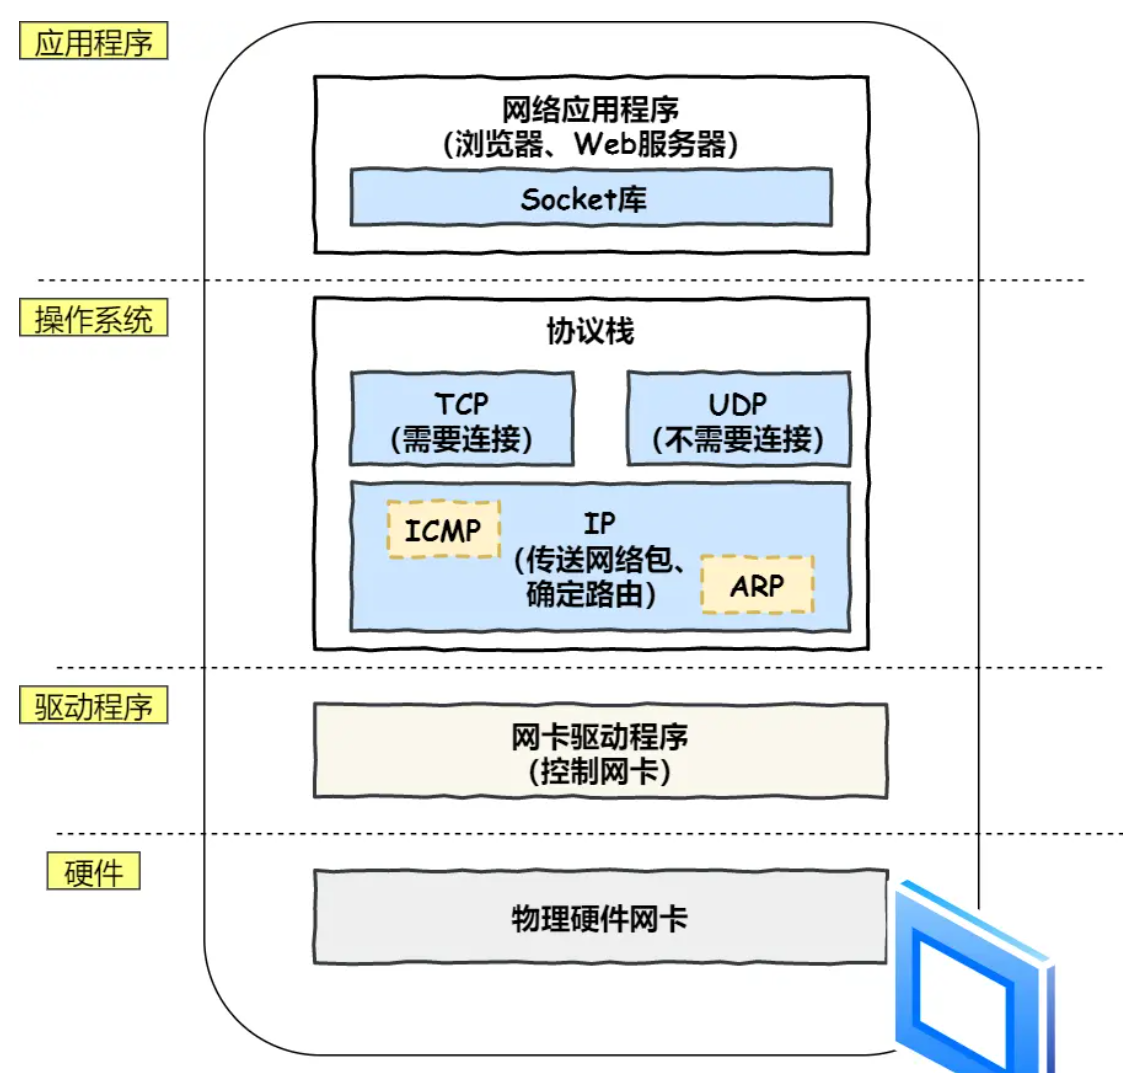 应用程序
网络应用程序
(浏览器、Web服务器)
Socket库
操作系统
协议栈
TCP
(需要连接)
UDP
(不需要连接)
ICMP
IP
(传送网络包、
确定路由)
ARP
驱动程序
网卡驱动程序
(控制网卡)
硬件
物理硬件网卡